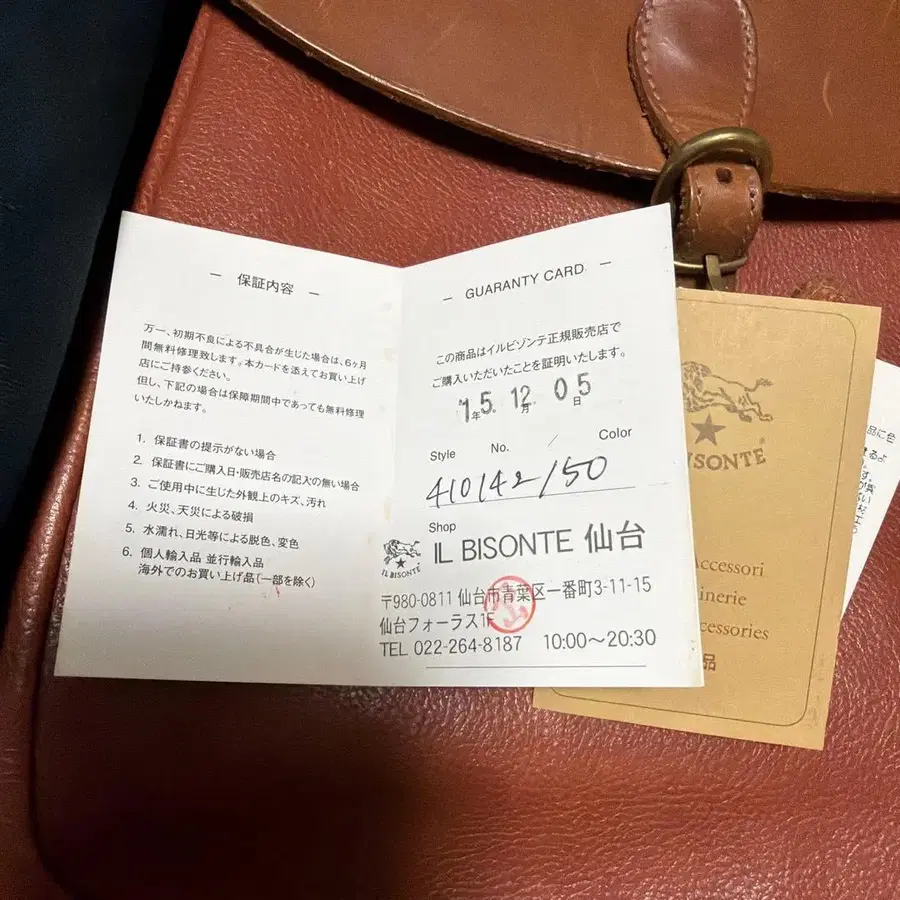 — 保証内容 —
万一、初期不良による不具合が生じた場合は、6ヶ月
間無料修理致します。本カードを添えてお買い上げ
店にご持参ください。
但し、下記の場合は保障期間中であっても無料修理
いたしかねます。
1. 保証書の提示がない場合
2. 保証書にご購入日・販売店名の記入の無い場合
3. ご使用中に生じた外観上のキズ、汚れ
4. 火災、天災による破損
5. 水濡れ、日光等による脱色、変色
6. 個人輸入品 並行輸入品
海外でのお買い上げ品(一部を除く)
— GUARANTY CARD —
この商品はイルビゾンテ正規販売店で
ご購入いただいたことを証明いたします。
15年12月05日
Style No. / Color
410142/50
Shop
IL BISONTE
IL BISONTE 仙台
〒980-0811 仙台市青葉区一番町3-11-15
仙台フォーラス1F
TEL 022-264-8187 10:00〜20:30
BISONTE
Accessori
inerie
cessories
品
品に色